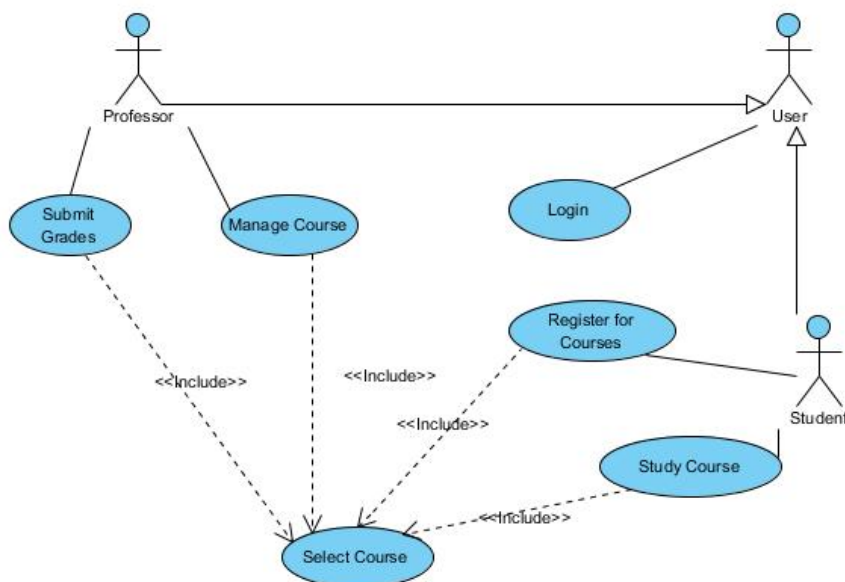 Professor
User
Submit
Grades
Manage Course
Login
Register for
Courses
<<Include>>
<<Include>>
<<Include>>
Student
Study Course
<<Include>>
Select Course